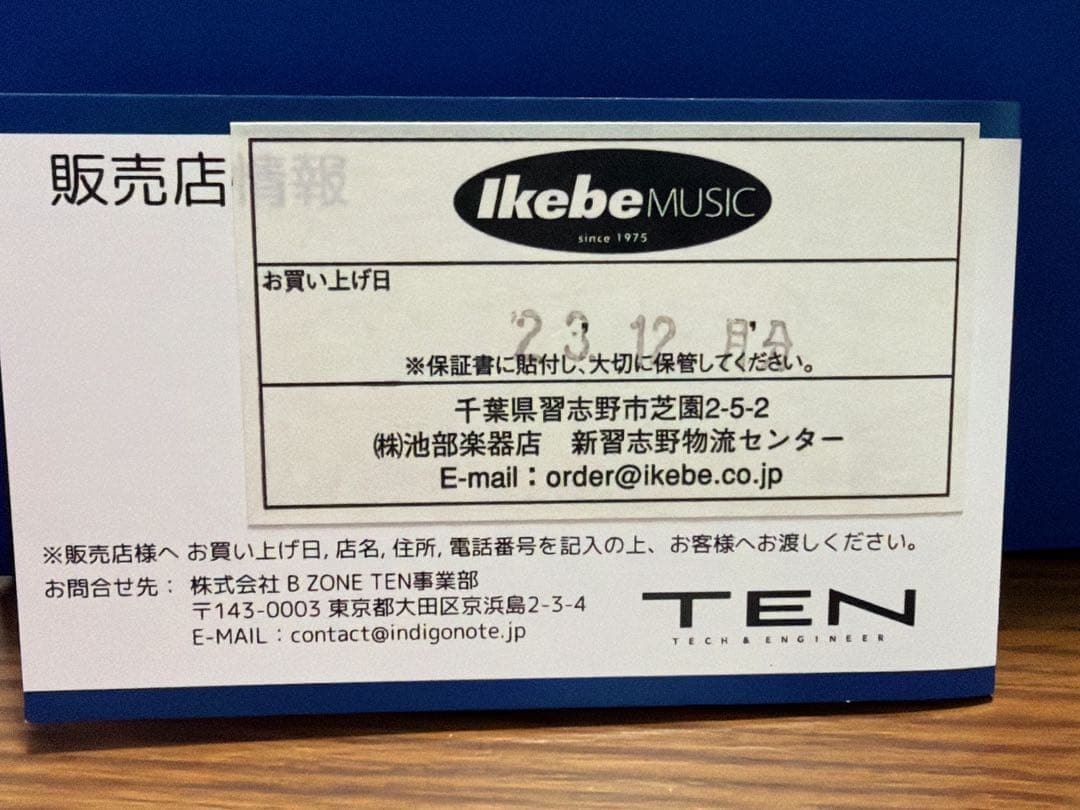 販売店情報
Ikebe MUSIC
since 1975
お買い上げ日
'23. 12月分
※保証書に貼付し、大切に保管してください。
千葉県習志野市芝園2-5-2
㈱池部楽器店 新習志野物流センター
E-mail：order@ikebe.co.jp
※販売店様へ お買い上げ日, 店名, 住所, 電話番号を記入の上、お客様へお渡しください。
お問合せ先： 株式会社 B ZONE TEN事業部
〒143-0003 東京都大田区京浜島2-3-4
E-MAIL：contact@indigonote.jp
TEN
TECH & ENGINEER